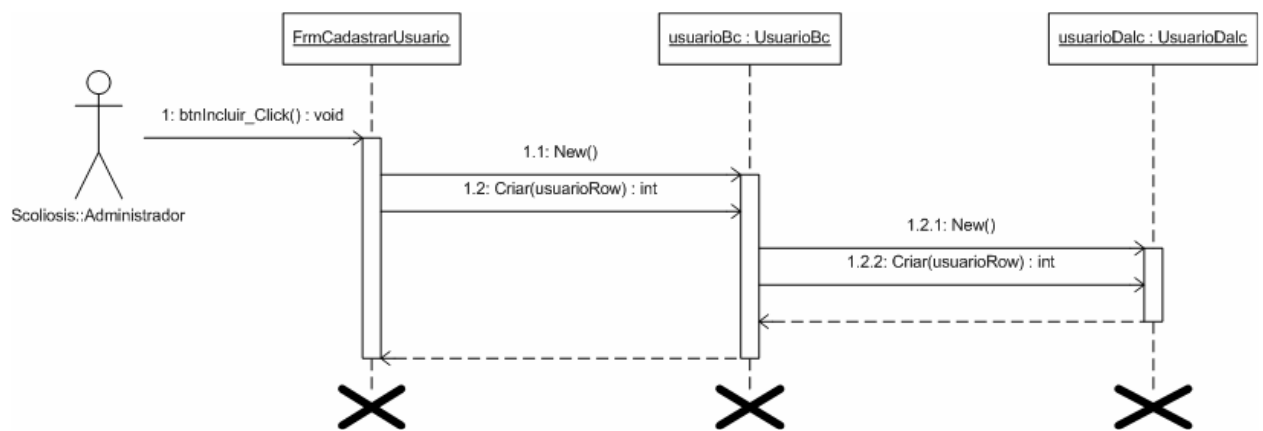 FrmCadastrarUsuario
usuarioBc : UsuarioBc
usuarioDalc : UsuarioDalc
1: btnIncluir_Click() : void
1.1: New()
1.2: Criar(usuarioRow) : int
Scoliosis::Administrador
1.2.1: New()
1.2.2: Criar(usuarioRow) : int